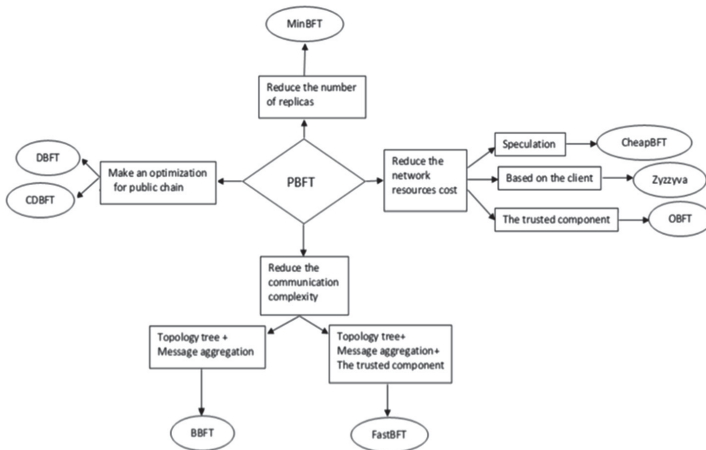 MinBFT
Reduce the number
of replicas
DBFT
CDBFT
Make an optimization
for public chain
PBFT
Reduce the
network
resources cost
Speculation
CheapBFT
Based on the client
Zyzzyva
The trusted component
OBFT
Reduce the
communication
complexity
Topology tree +
Message aggregation
Topology tree+
Message aggregation+
The trusted component
BBFT
FastBFT